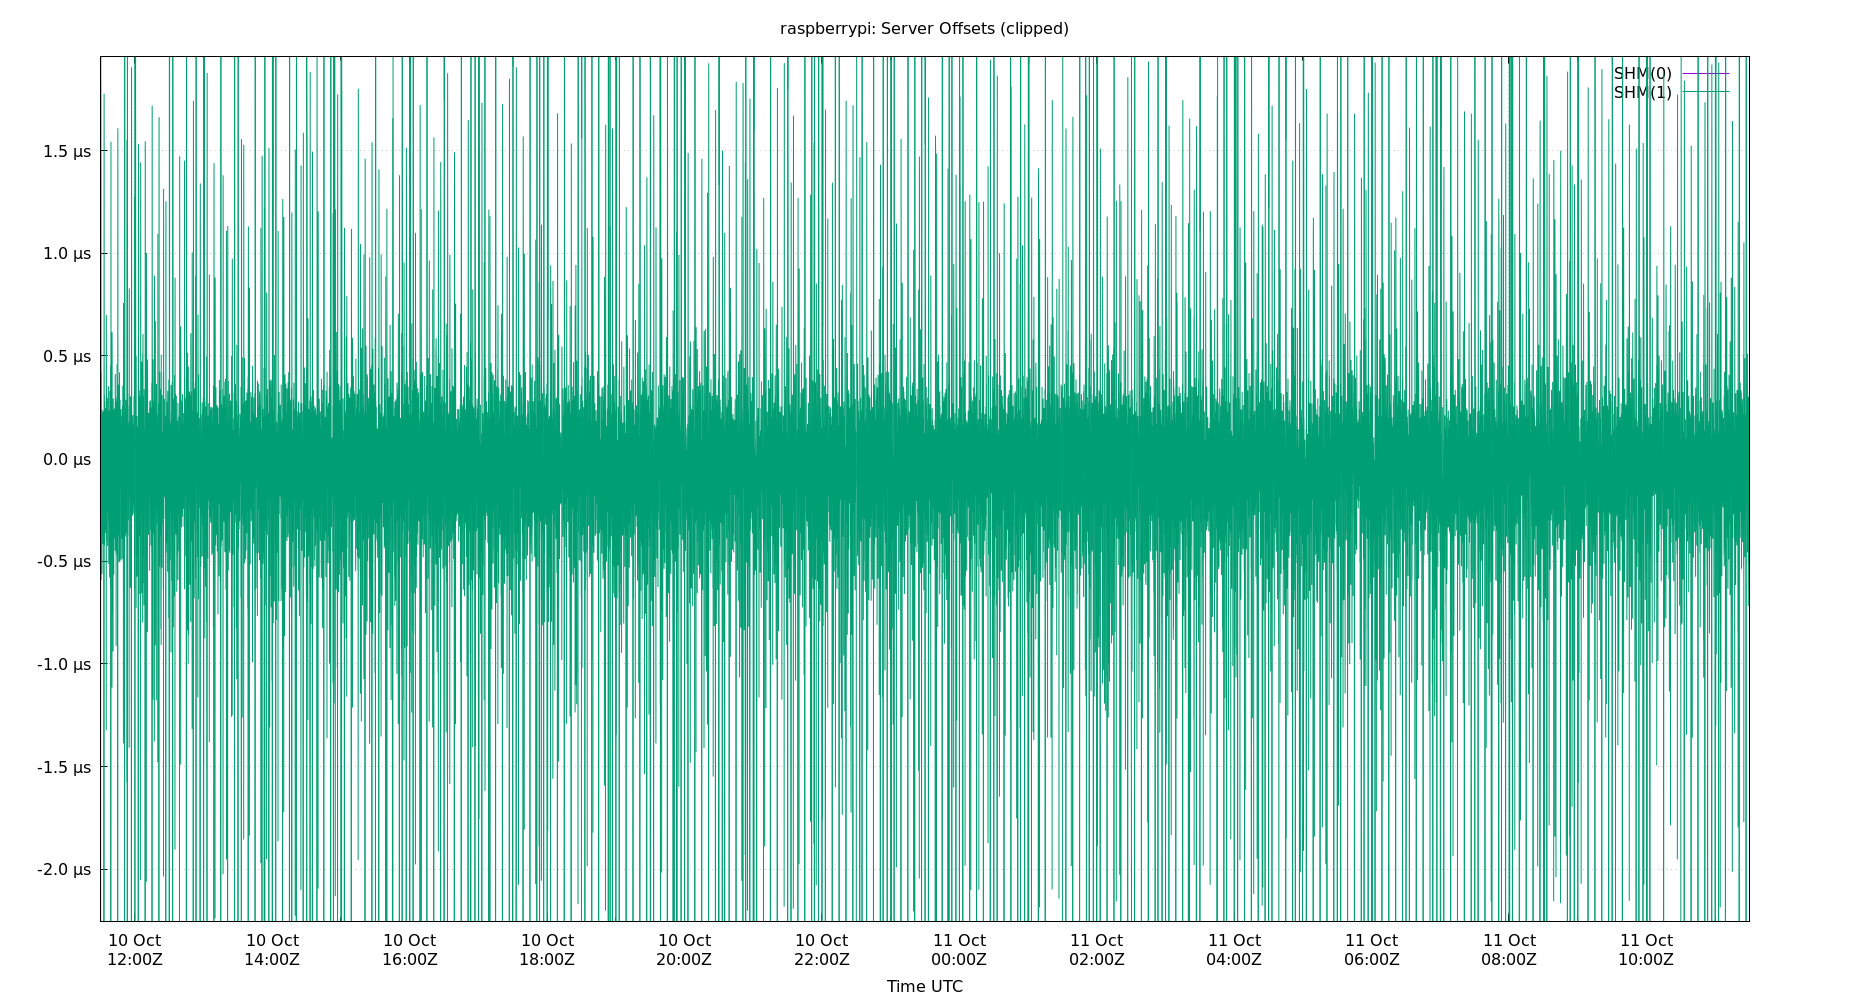 raspberrypi: Server Offsets (clipped)
SHM(0)
SHM(1)
1.5 µs
1.0 µs
0.5 µs
0.0 µs
-0.5 µs
-1.0 µs
-1.5 µs
-2.0 µs
10 Oct 10 Oct 10 Oct 10 Oct 10 Oct 10 Oct 11 Oct 11 Oct 11 Oct 11 Oct 11 Oct 11 Oct
12:00Z 14:00Z 16:00Z 18:00Z 20:00Z 22:00Z 00:00Z 02:00Z 04:00Z 06:00Z 08:00Z 10:00Z
Time UTC